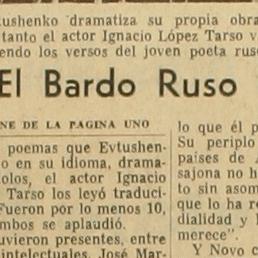 tushenko dramatiza su propia obra
tanto el actor Ignacio López Tarso v
endo los versos del joven poeta ruso
El Bardo Ruso
NE DE LA PAGINA UNO
poemas que Evtushen-
o en su idioma, drama-
dolos, el actor Ignacio
Tarso los leyó traduci-
Fueron por lo menos 10,
mbos se aplaudió.
uvieron presentes, entre
intelectuales, José Mar-
lo que él p
Su periplo
países de A
sajona no h
to sin asom
que lo ha re
dialidad y l
merece".
Y Novo c